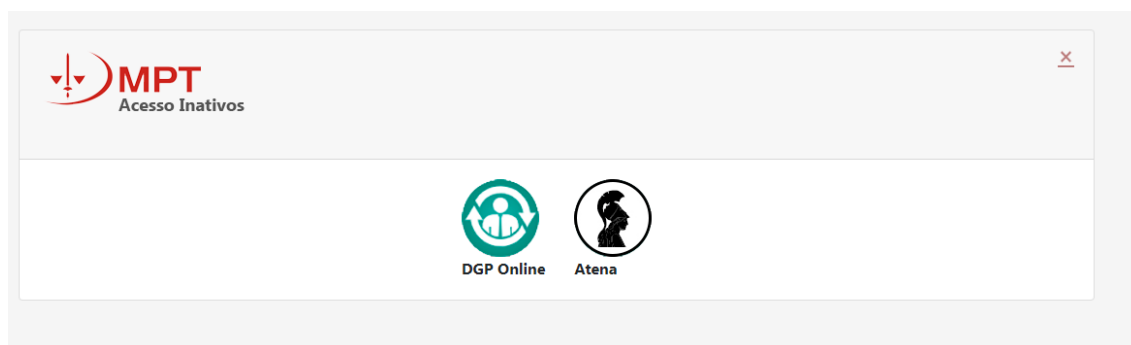 MPT
Acesso Inativos
×
DGP Online
Atena